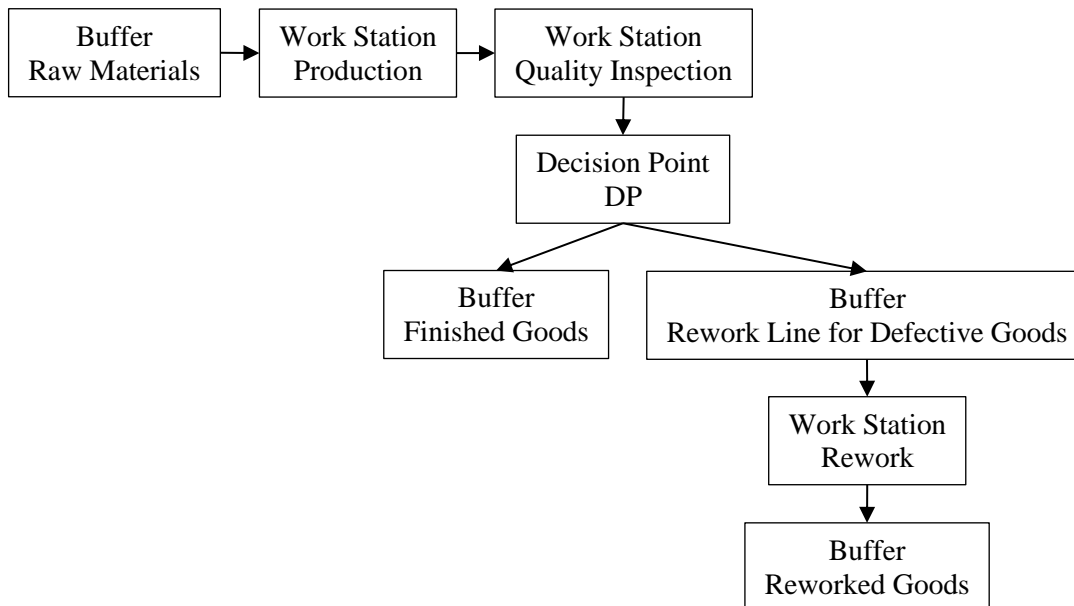 Buffer
Raw Materials
Work Station
Production
Work Station
Quality Inspection
Decision Point
DP
Buffer
Finished Goods
Buffer
Rework Line for Defective Goods
Work Station
Rework
Buffer
Reworked Goods